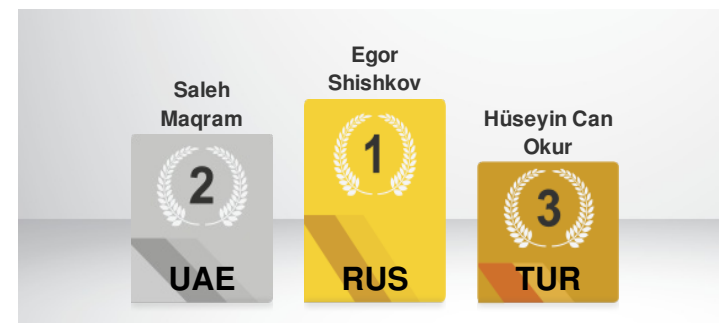 Egor
Shishkov
Saleh
Maqram
Hüseyin Can
Okur
2
1
3
UAE
RUS
TUR